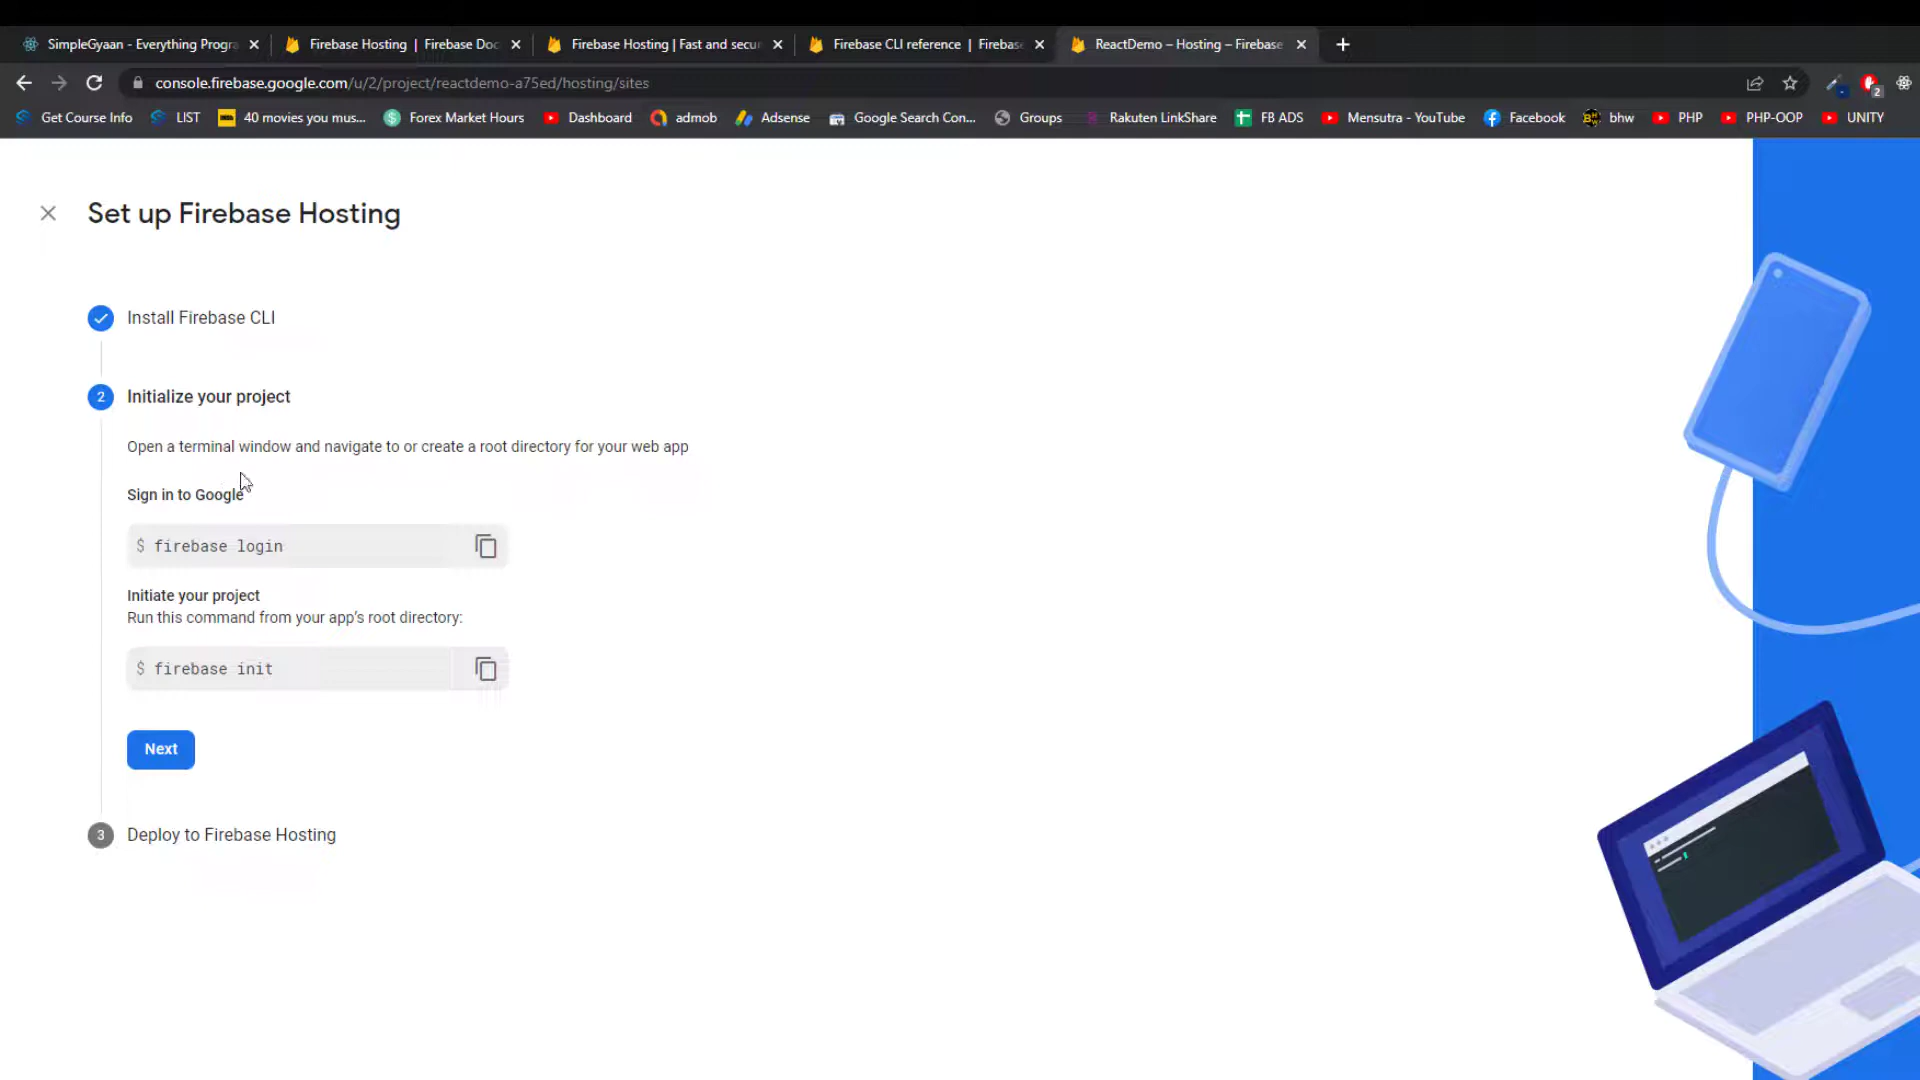 SimpleGyaan - Everything Progra
Firebase Hosting | Firebase Doc
Firebase Hosting | Fast and secu
Firebase CLI reference | Firebase
ReactDemo – Hosting – Firebase
console.firebase.google.com/u/2/project/reactdemo-a75ed/hosting/sites
2
Get Course Info
LIST
40 movies you mus...
Forex Market Hours
Dashboard
admob
Adsense
Google Search Con...
Groups
Rakuten LinkShare
FB ADS
Mensutra - YouTube
Facebook
bhw
PHP
PHP-OOP
UNITY
Set up Firebase Hosting
Install Firebase CLI
2 Initialize your project
Open a terminal window and navigate to or create a root directory for your web app
Sign in to Google
$ firebase login
Initiate your project
Run this command from your app's root directory:
$ firebase init
Next
3 Deploy to Firebase Hosting